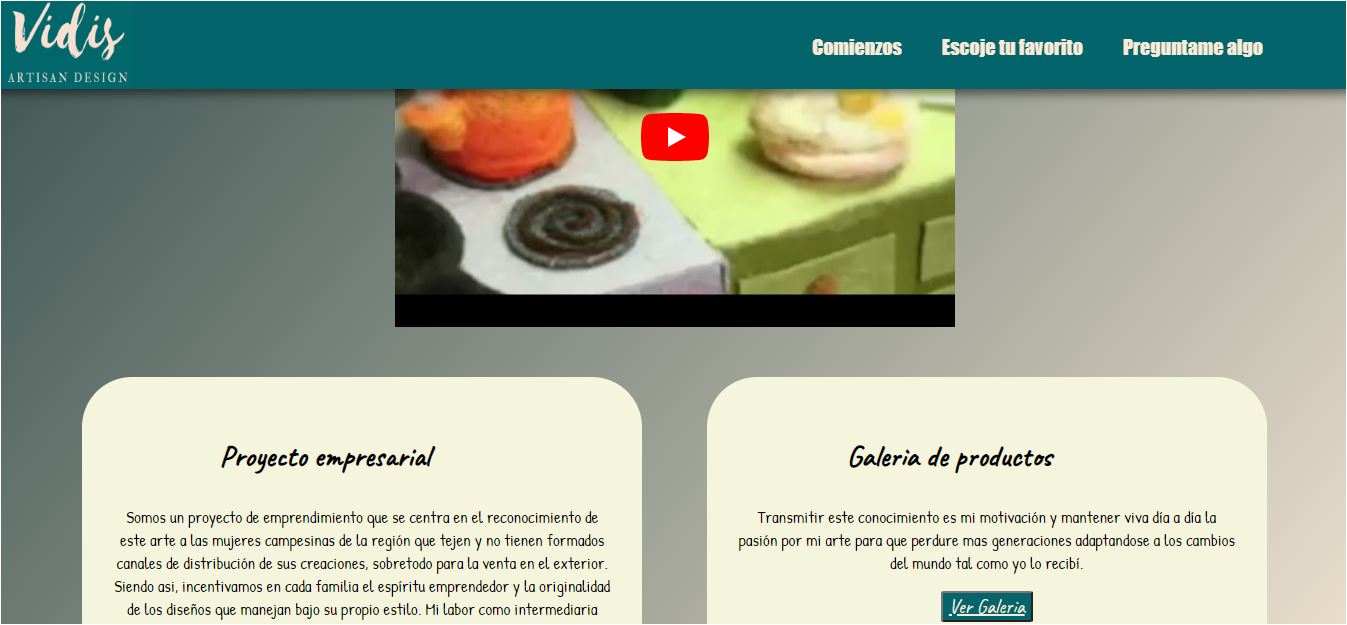 Vidis
ARTISAN DESIGN
Comienzos
Escoje tu favorito
Preguntame algo
Proyecto empresarial
Somos un proyecto de emprendimiento que se centra en el reconocimiento de
este arte a las mujeres campesinas de la región que tejen y no tienen formados
canales de distribución de sus creaciones, sobretodo para la venta en el exterior.
Siendo asi, incentivamos en cada familia el espíritu emprendedor y la originalidad
de los diseños que manejan bajo su propio estilo. Mi labor como intermediaria
Galeria de productos
Transmitir este conocimiento es mi motivación y mantener viva día a día la
pasión por mi arte para que perdure mas generaciones adaptandose a los cambios
del mundo tal como yo lo recibí.
Ver Galeria